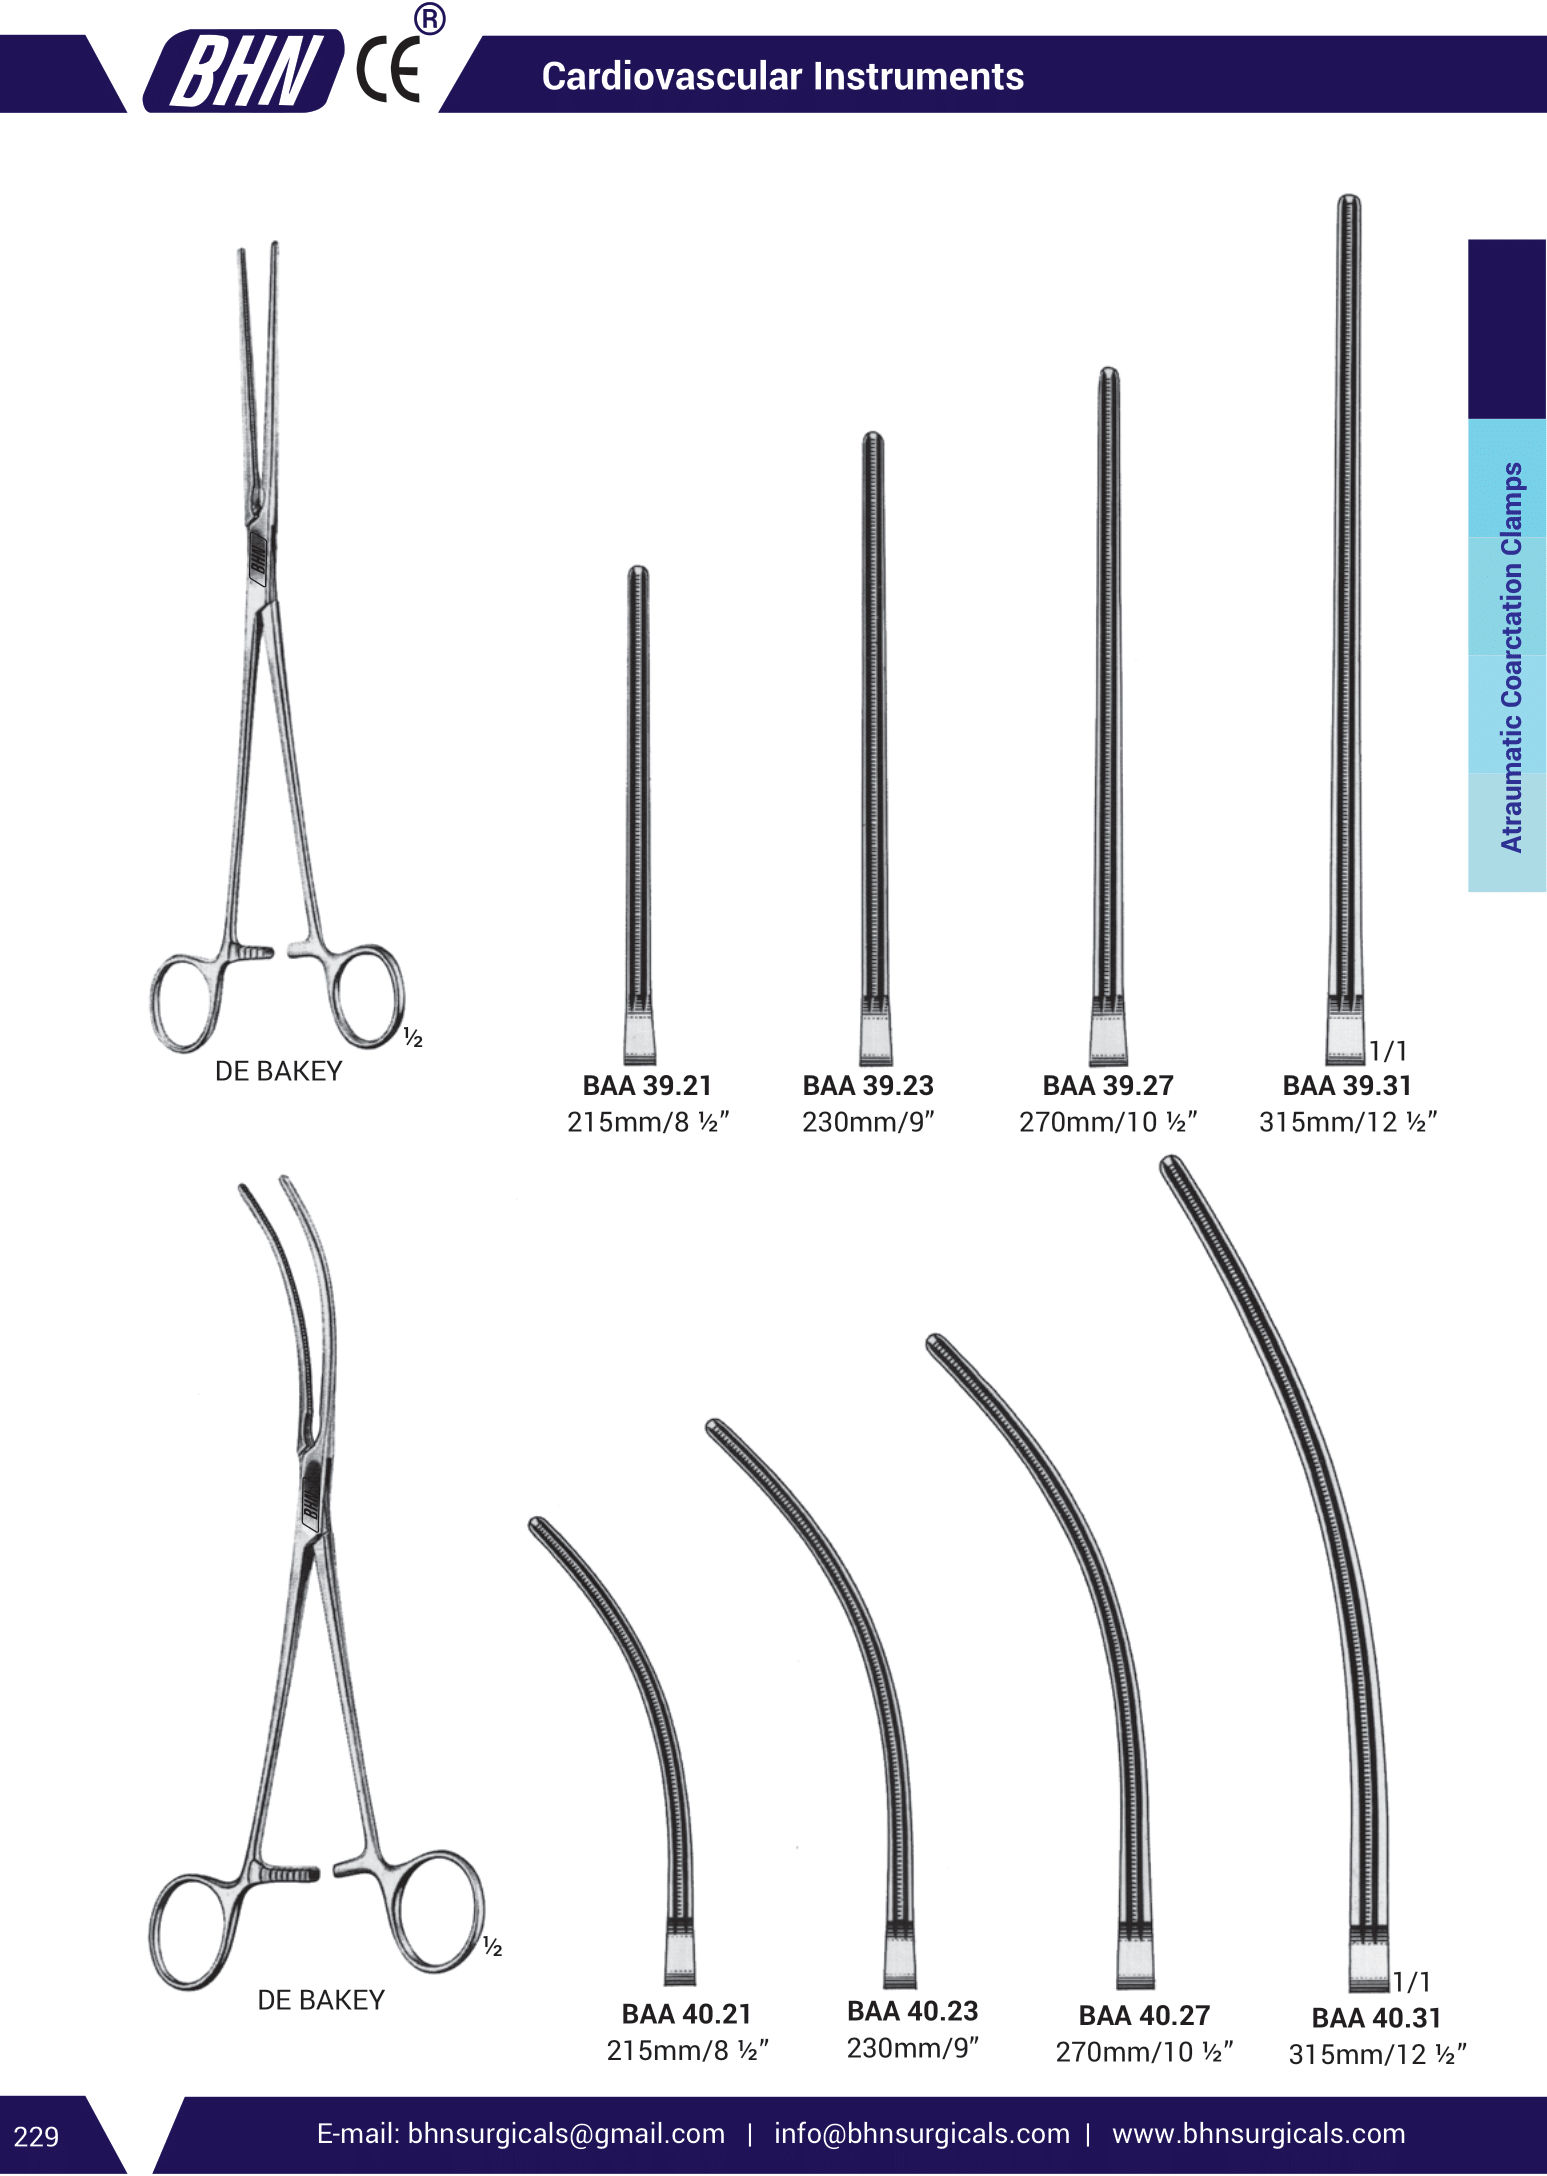 BHN CE ®
Cardiovascular Instruments
Atraumatic Coarctation Clamps
BHN
½
DE BAKEY
1/1
BAA 39.21
215mm/8 ½”
BAA 39.23
230mm/9”
BAA 39.27
270mm/10 ½”
BAA 39.31
315mm/12 ½”
BHN
½
DE BAKEY
1/1
BAA 40.21
215mm/8 ½”
BAA 40.23
230mm/9”
BAA 40.27
270mm/10 ½”
BAA 40.31
315mm/12 ½”
229
E-mail: bhnsurgicals@gmail.com | info@bhnsurgicals.com | www.bhnsurgicals.com